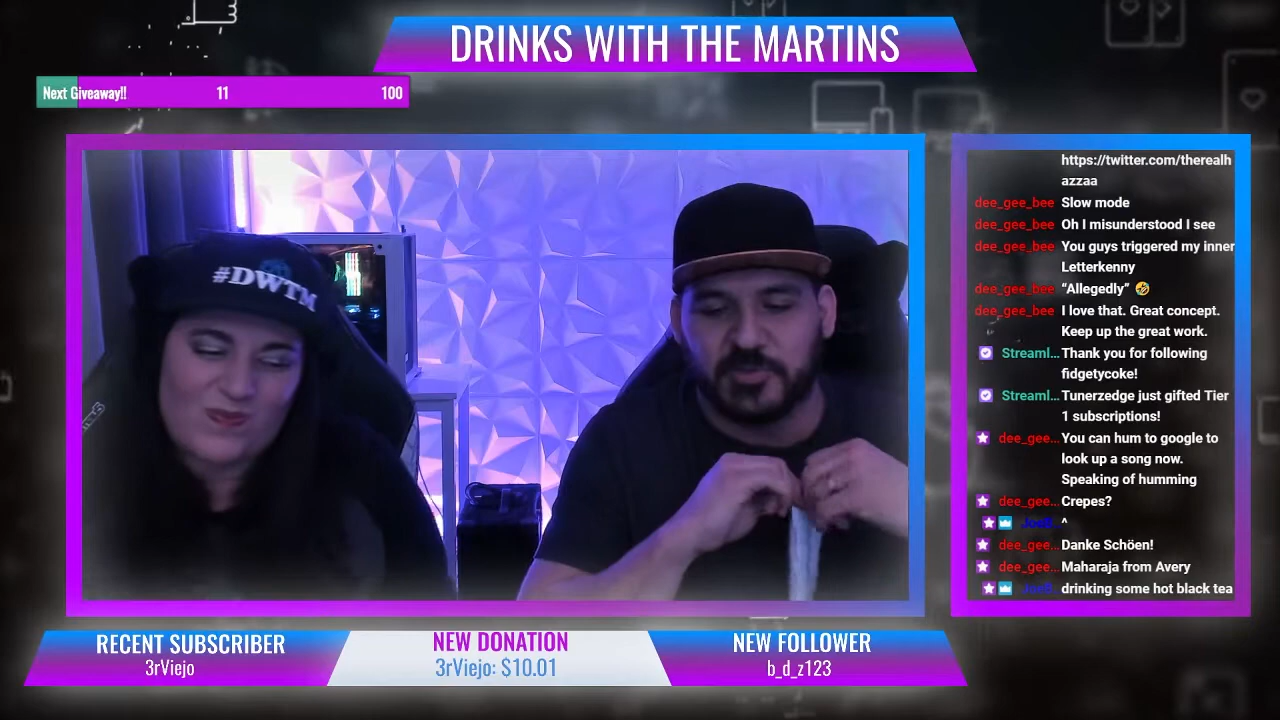 DRINKS WITH THE MARTINS
Next Giveaway!! 11 100
#DWTM
https://twitter.com/therealh
azzaa
dee_gee_bee Slow mode
dee_gee_bee Oh I misunderstood I see
dee_gee_bee You guys triggered my inner
Letterkenny
dee_gee_bee “Allegedly” 🤣
dee_gee_bee I love that. Great concept.
Keep up the great work.
Streaml... Thank you for following
fidgetycoke!
Streaml... Tunerzedge just gifted Tier
1 subscriptions!
dee_gee... You can hum to google to
look up a song now.
Speaking of humming
dee_gee... Crepes?
^
dee_gee... Danke Schöen!
dee_gee... Maharaja from Avery
drinking some hot black tea
RECENT SUBSCRIBER
3rViejo
NEW DONATION
3rViejo: $10.01
NEW FOLLOWER
b_d_z123